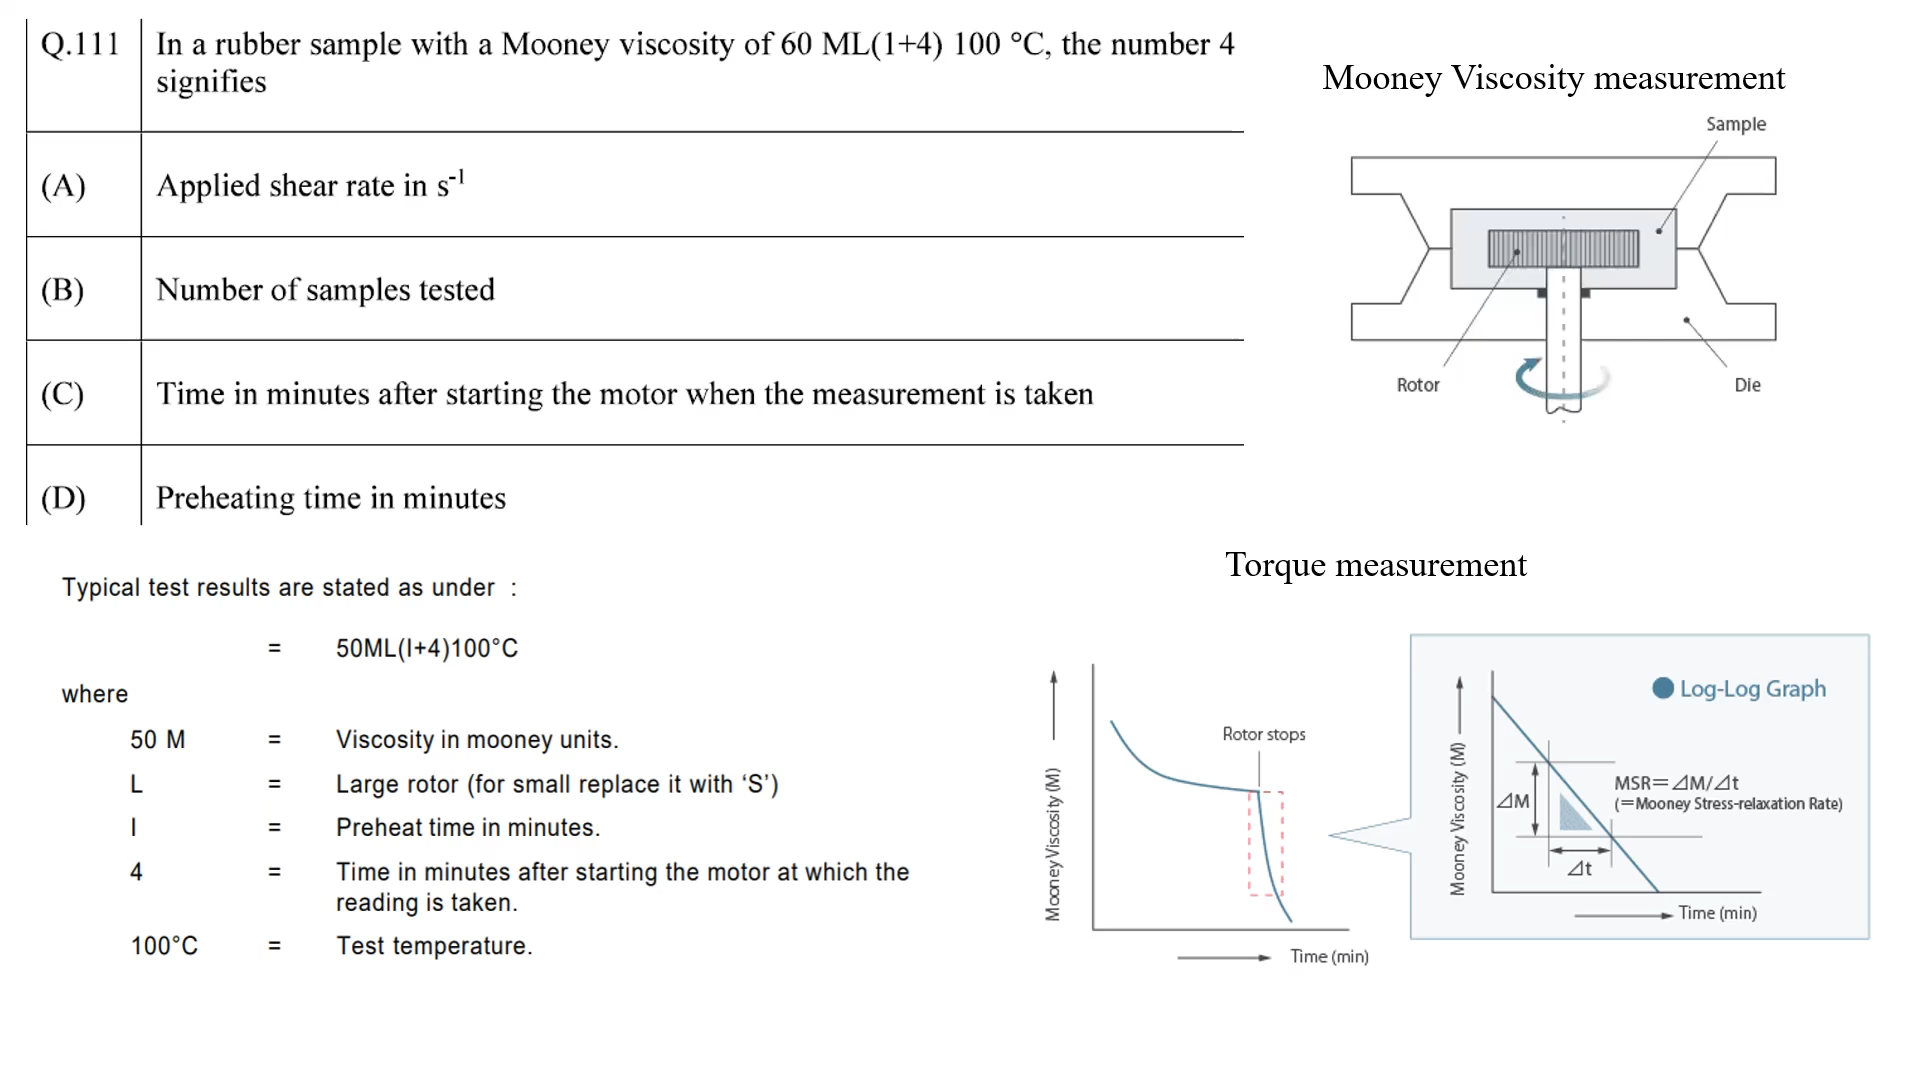 Q.111 In a rubber sample with a Mooney viscosity of 60 ML(1+4) 100 °C, the number 4
signifies
(A) Applied shear rate in s⁻¹
(B) Number of samples tested
(C) Time in minutes after starting the motor when the measurement is taken
(D) Preheating time in minutes
Mooney Viscosity measurement
Sample
Rotor
Die
Typical test results are stated as under :
= 50ML(I+4)100°C
where
50 M = Viscosity in mooney units.
L = Large rotor (for small replace it with ‘S’)
I = Preheat time in minutes.
4 = Time in minutes after starting the motor at which the
reading is taken.
100°C = Test temperature.
Torque measurement
Mooney Viscosity (M)
Rotor stops
Time (min)
Log-Log Graph
Mooney Viscosity (M)
⊿M
⊿t
MSR=⊿M/⊿t
(=Mooney Stress-relaxation Rate)
Time (min)